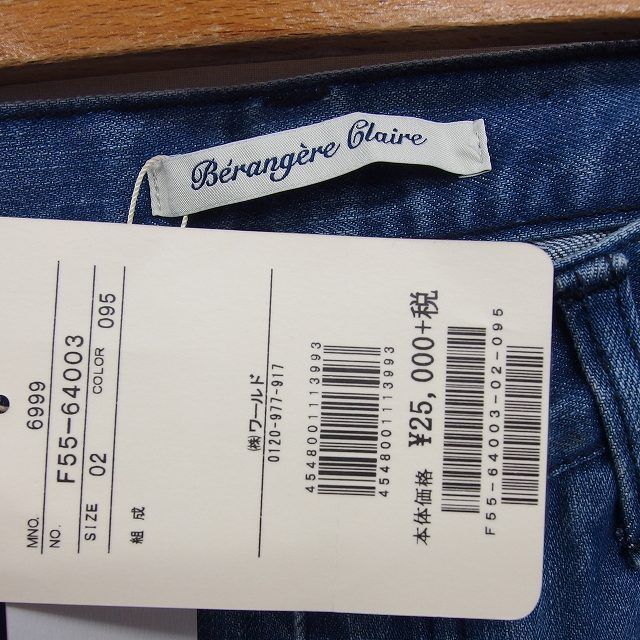 Bérangère Claire
MNO. 6999
NO. F55-64003
SIZE 02 COLOR 095
組成
㈱ワールド
0120-977-917
4548001113993
4548001113993
本体価格 ¥25,000+税
F55-64003-02-095